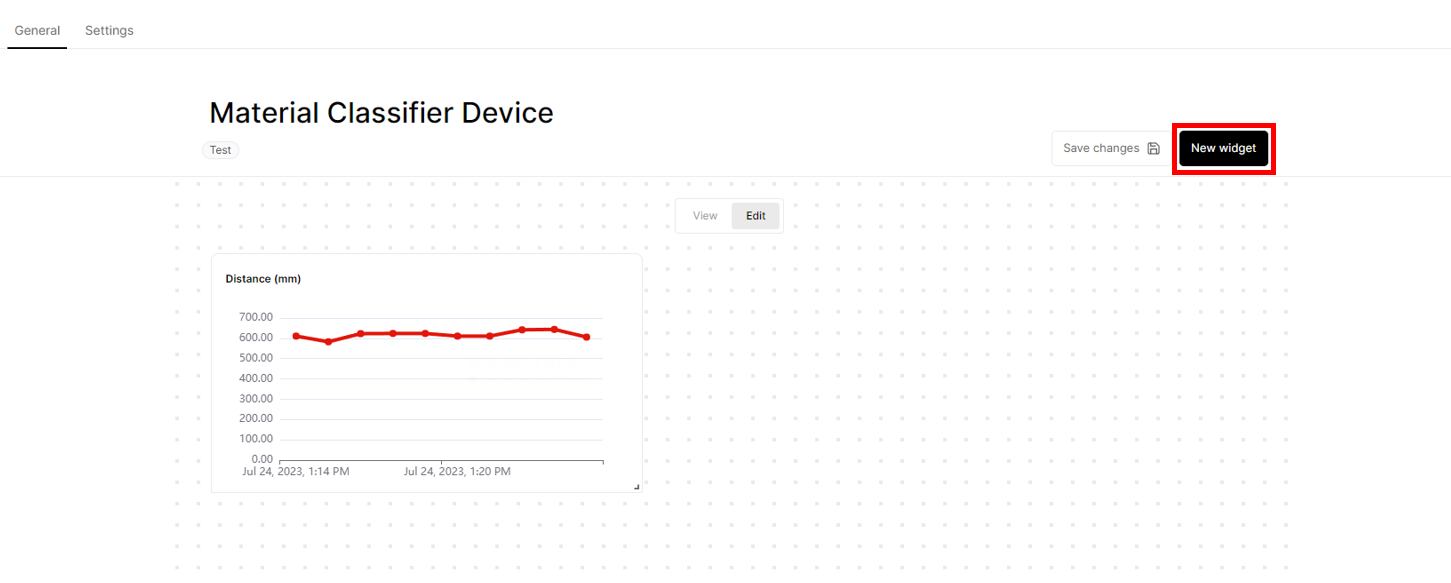 General Settings
Material Classifier Device
Test
Save changes New widget
View Edit
Distance (mm)
700.00
600.00
500.00
400.00
300.00
200.00
100.00
0.00
Jul 24, 2023, 1:14 PM Jul 24, 2023, 1:20 PM